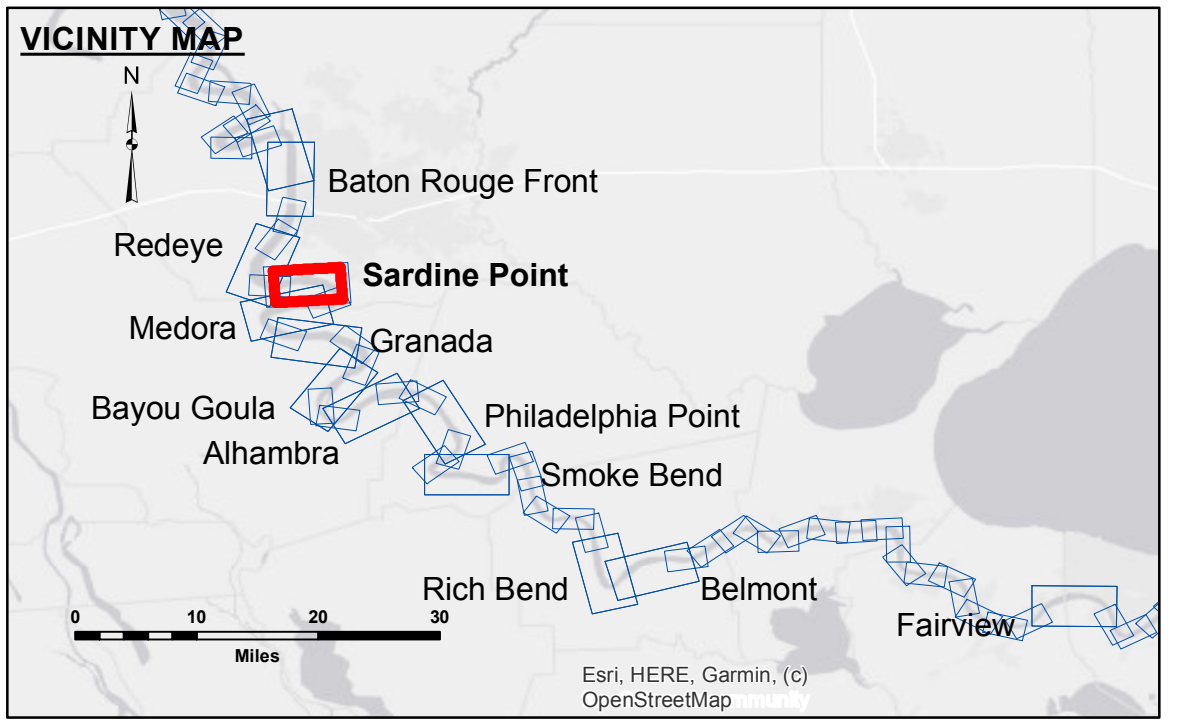 VICINITY MAP
N
Baton Rouge Front
Redeye
Sardine Point
Medora
Granada
Bayou Goula
Philadelphia Point
Alhambra
Smoke Bend
Rich Bend
Belmont
Fairview
0 10 20 30
Miles
Esri, HERE, Garmin, (c)
OpenStreetMap mmunity